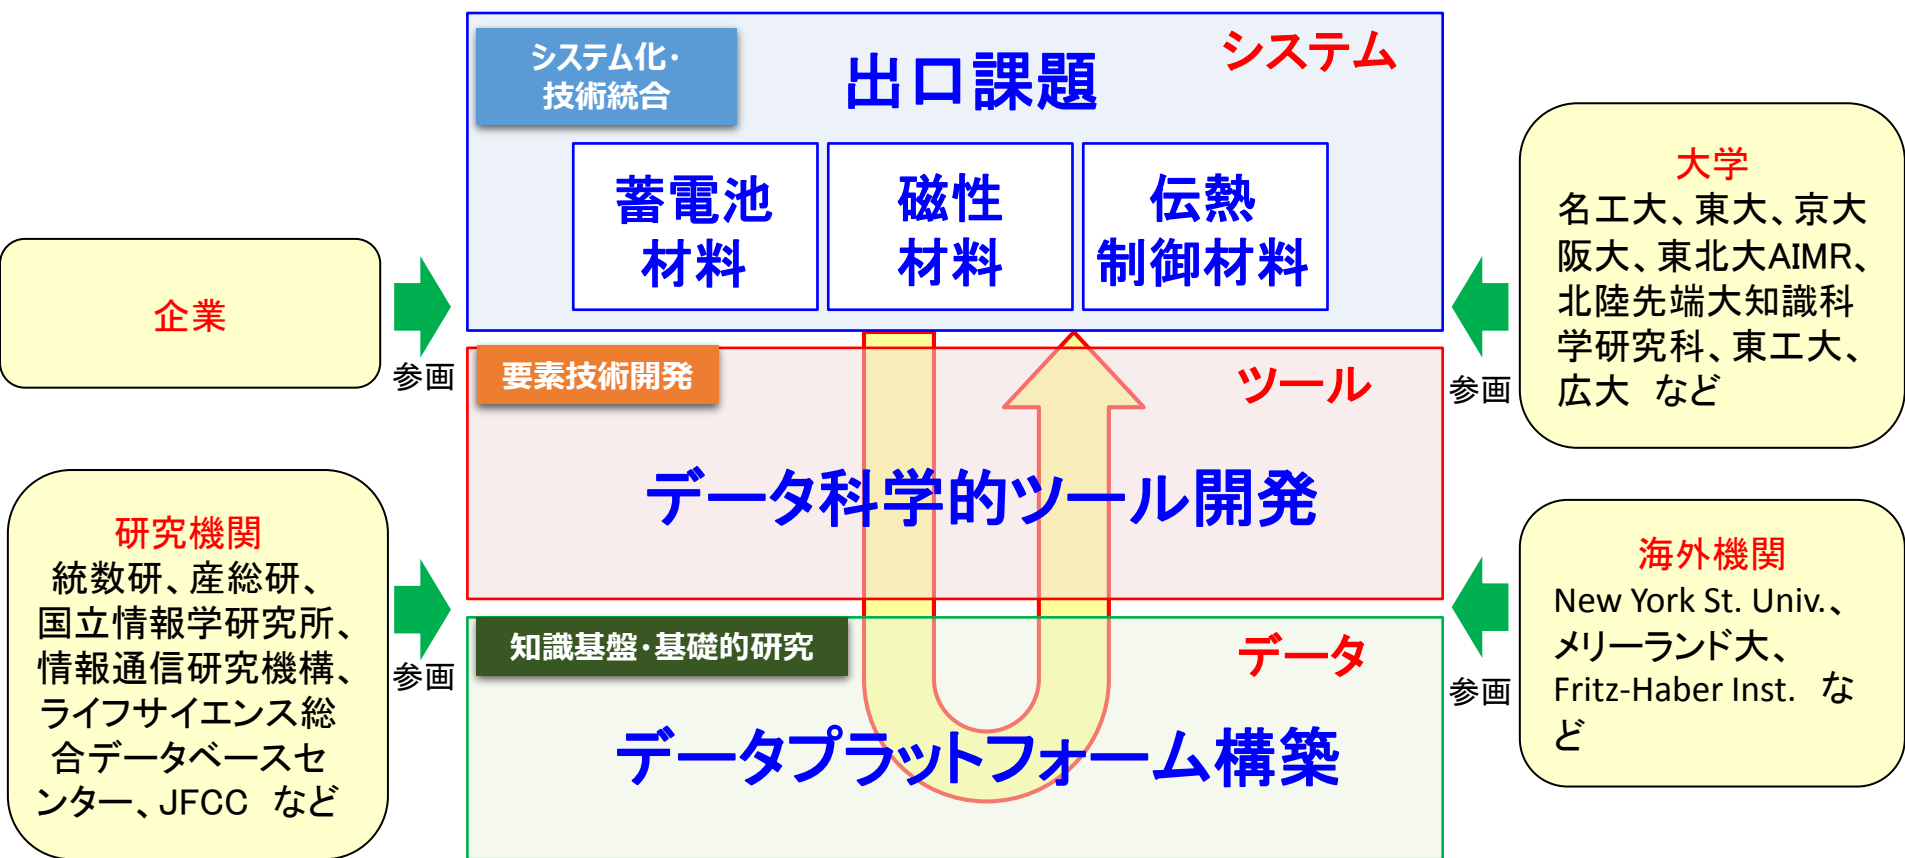 システム化・
技術統合
出口課題
システム
蓄電池
材料
磁性
材料
伝熱
制御材料
企業
参画
大学
名工大、東大、京大
阪大、東北大AIMR、
北陸先端大知識科
学研究科、東工大、
広大　など
参画
要素技術開発
ツール
データ科学的ツール開発
研究機関
統数研、産総研、
国立情報学研究所、
情報通信研究機構、
ライフサイエンス総
合データベースセ
ンター、JFCC　など
参画
海外機関
New York St. Univ.、
メリーランド大、
Fritz-Haber Inst.　な
ど
参画
知識基盤・基礎的研究
データ
データプラットフォーム構築